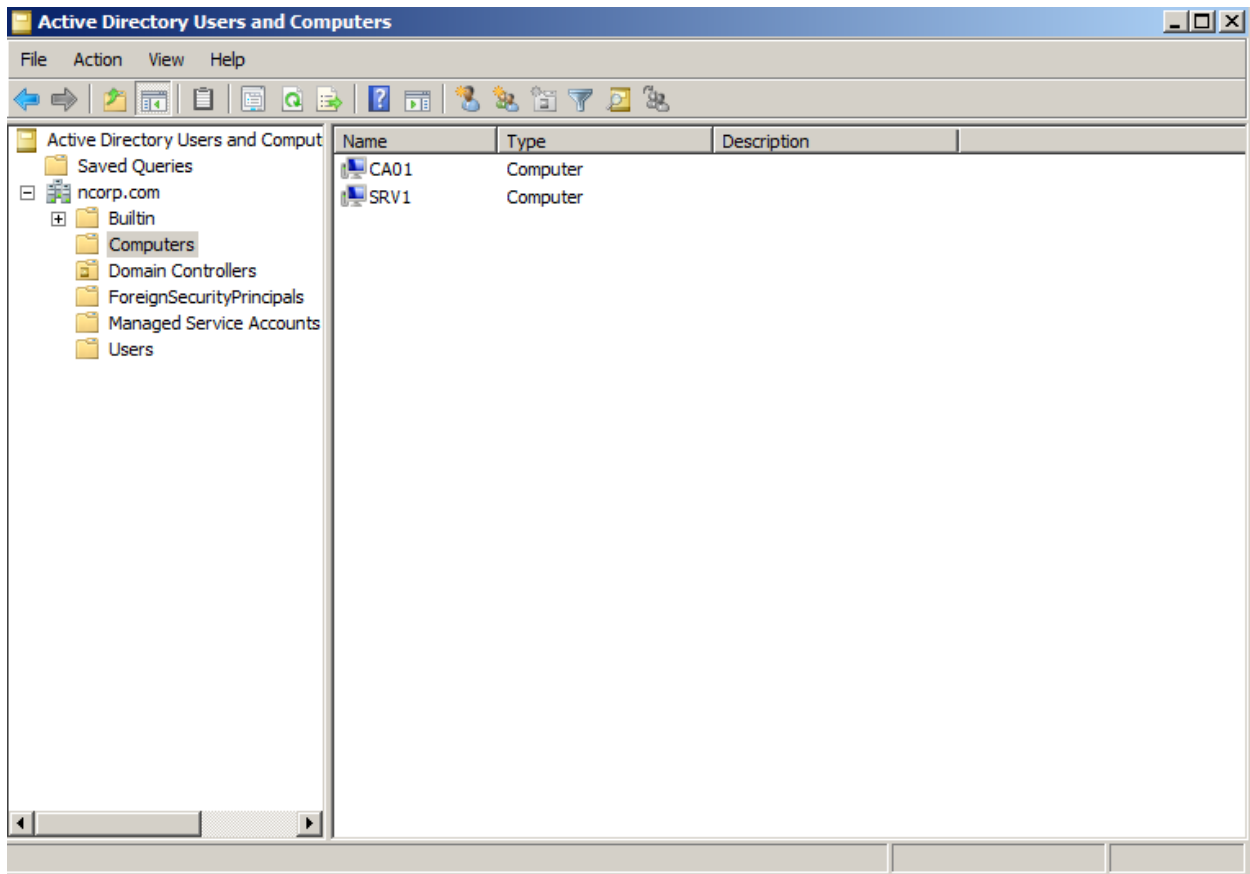 Active Directory Users and Computers
File Action View Help
Active Directory Users and Comput
Saved Queries
ncorp.com
Builtin
Computers
Domain Controllers
ForeignSecurityPrincipals
Managed Service Accounts
Users
Name Type Description
CA01 Computer
SRV1 Computer